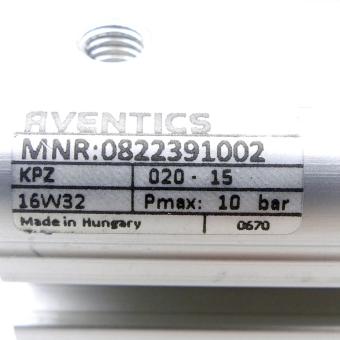 AVENTICS
MNR:0822391002
KPZ 020 - 15
16W32 Pmax: 10 bar
Made in Hungary 0670